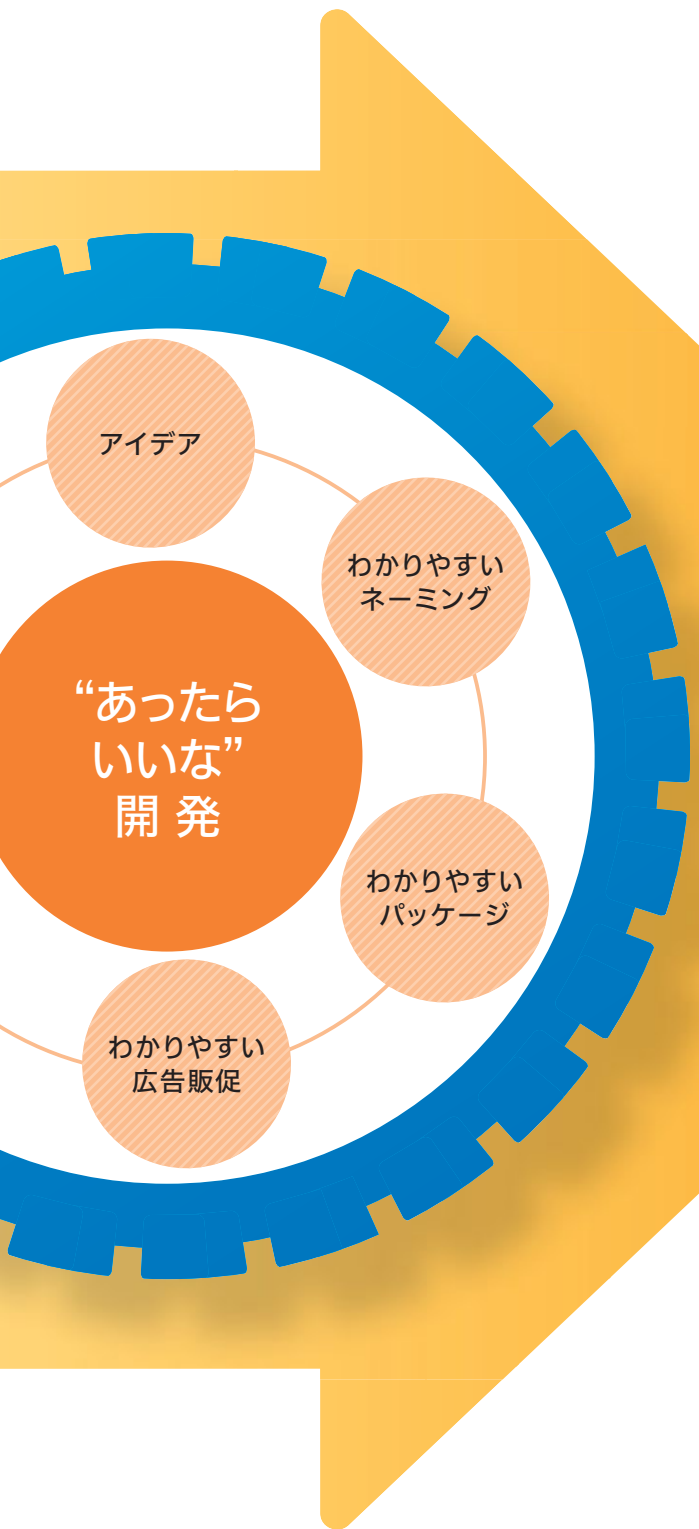 アイデア
わかりやすい
ネーミング
“あったら
いいな”
開発
わかりやすい
パッケージ
わかりやすい
広告販促